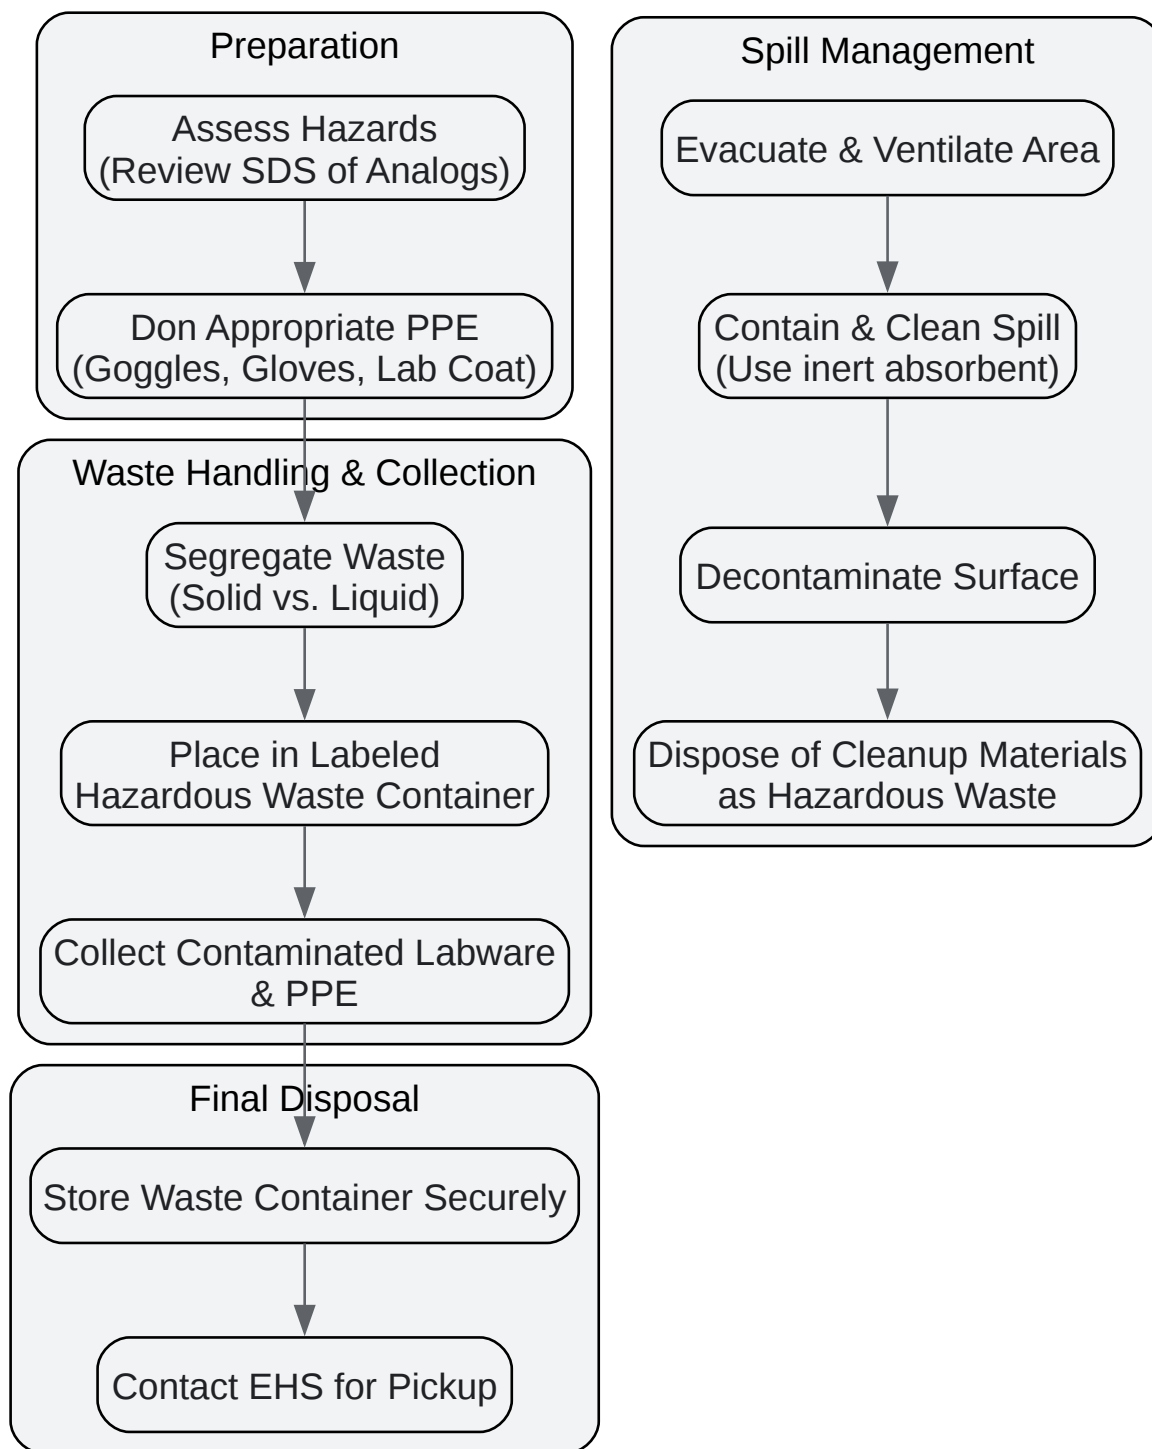 Preparation
Assess Hazards
(Review SDS of Analogs)
Don Appropriate PPE
(Goggles, Gloves, Lab Coat)
Waste Handling & Collection
Segregate Waste
(Solid vs. Liquid)
Place in Labeled
Hazardous Waste Container
Collect Contaminated Labware
& PPE
Final Disposal
Store Waste Container Securely
Contact EHS for Pickup
Spill Management
Evacuate & Ventilate Area
Contain & Clean Spill
(Use inert absorbent)
Decontaminate Surface
Dispose of Cleanup Materials
as Hazardous Waste